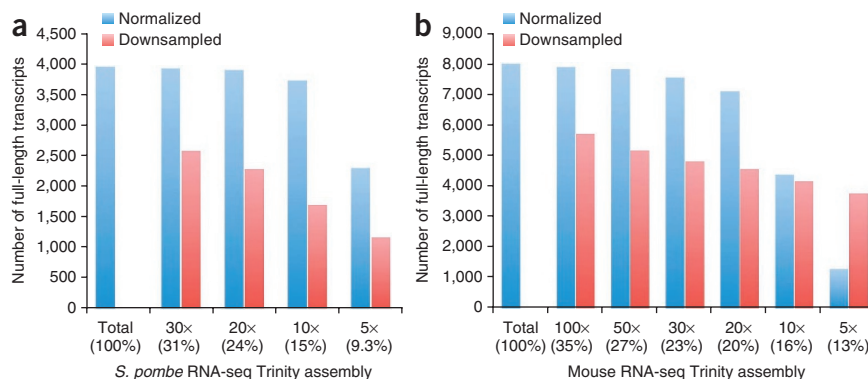 a
Normalized
Downsampled
Number of full-length transcripts
4,500
4,000
3,500
3,000
2,500
2,000
1,500
1,000
500
0
Total 30× 20× 10× 5×
(100%) (31%) (24%) (15%) (9.3%)
S. pombe RNA-seq Trinity assembly
b
Normalized
Downsampled
Number of full-length transcripts
9,000
8,000
7,000
6,000
5,000
4,000
3,000
2,000
1,000
0
Total 100× 50× 30× 20× 10× 5×
(100%) (35%) (27%) (23%) (20%) (16%) (13%)
Mouse RNA-seq Trinity assembly